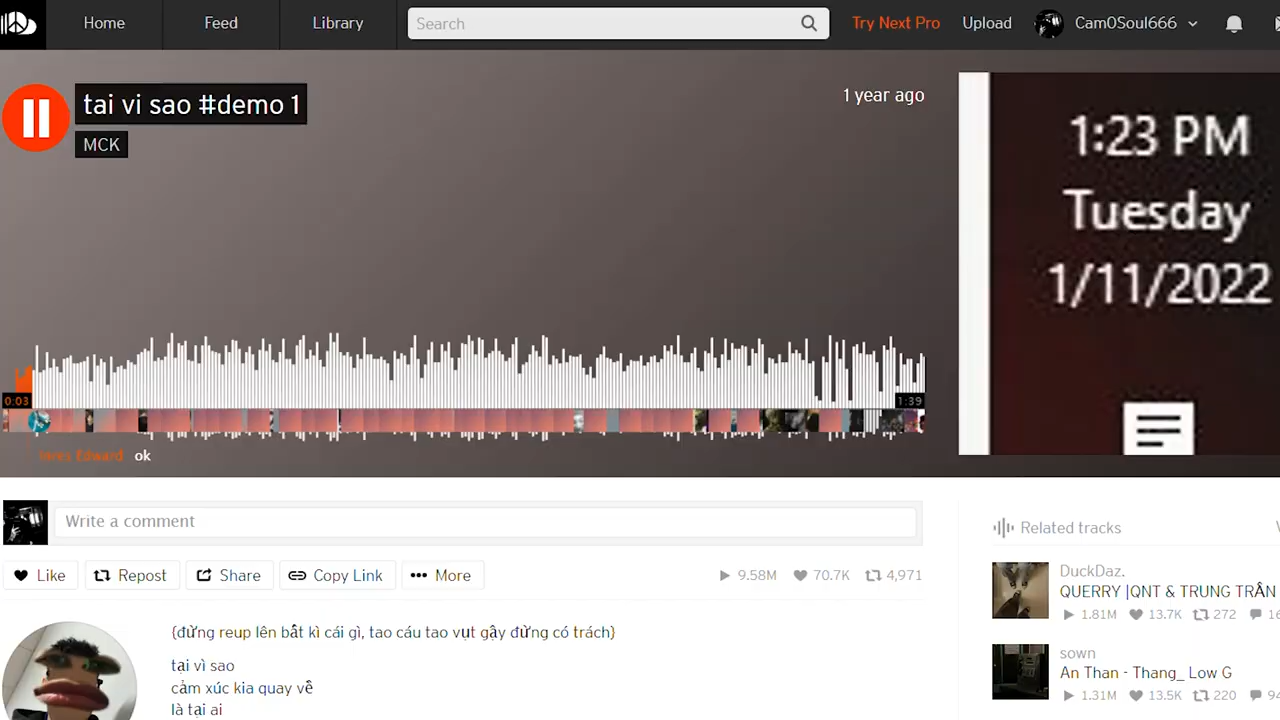 Home
Feed
Library
Search
Try Next Pro
Upload
Cam0Soul666
tai vi sao #demo 1
MCK
1 year ago
1:23 PM
Tuesday
1/11/2022
0:03
1:39
ok
Write a comment
Like
Repost
Share
Copy Link
More
9.58M
70.7K
4,971
{đừng reup lên bất kì cái gì, tao cáu tao vụt gậy đừng có trách}
tại vì sao
cảm xúc kia quay về
là tại ai
Related tracks
DuckDaz.
QUERRY |QNT & TRUNG TRẦN
1.81M
13.7K
272
sown
An Than - Thang_ Low G
1.31M
13.5K
220